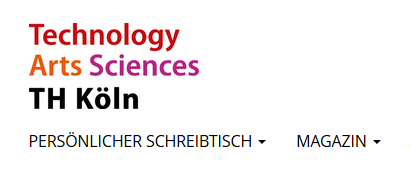 Technology
Arts Sciences
TH Köln
PERSÖNLICHER SCHREIBTISCH MAGAZIN